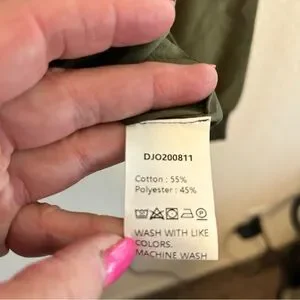 DJO200811
Cotton : 55%
Polyester : 45%
WASH WITH LIKE
COLORS.
MACHINE WASH